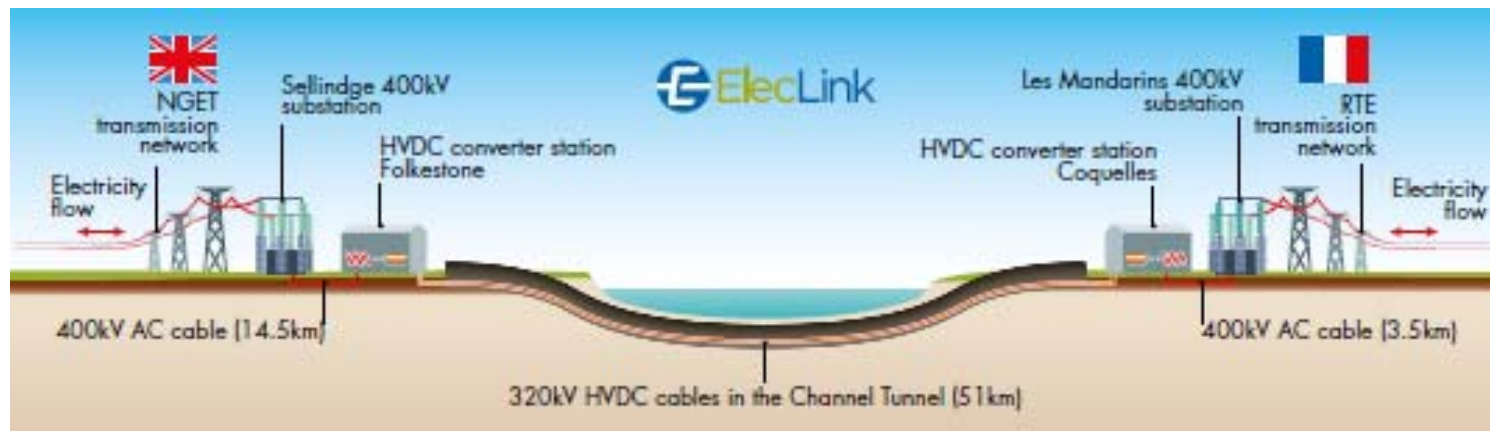 NGET
transmission
network
Sellindge 400kV
substation
HVDC converter station
Folkestone
Electricity
flow
ElecLink
Les Mandarins 400kV
substation
RTE
transmission
network
HVDC converter station
Coquelles
Electricity
flow
400kV AC cable (14.5km)
400kV AC cable (3.5km)
320kV HVDC cables in the Channel Tunnel (51km)